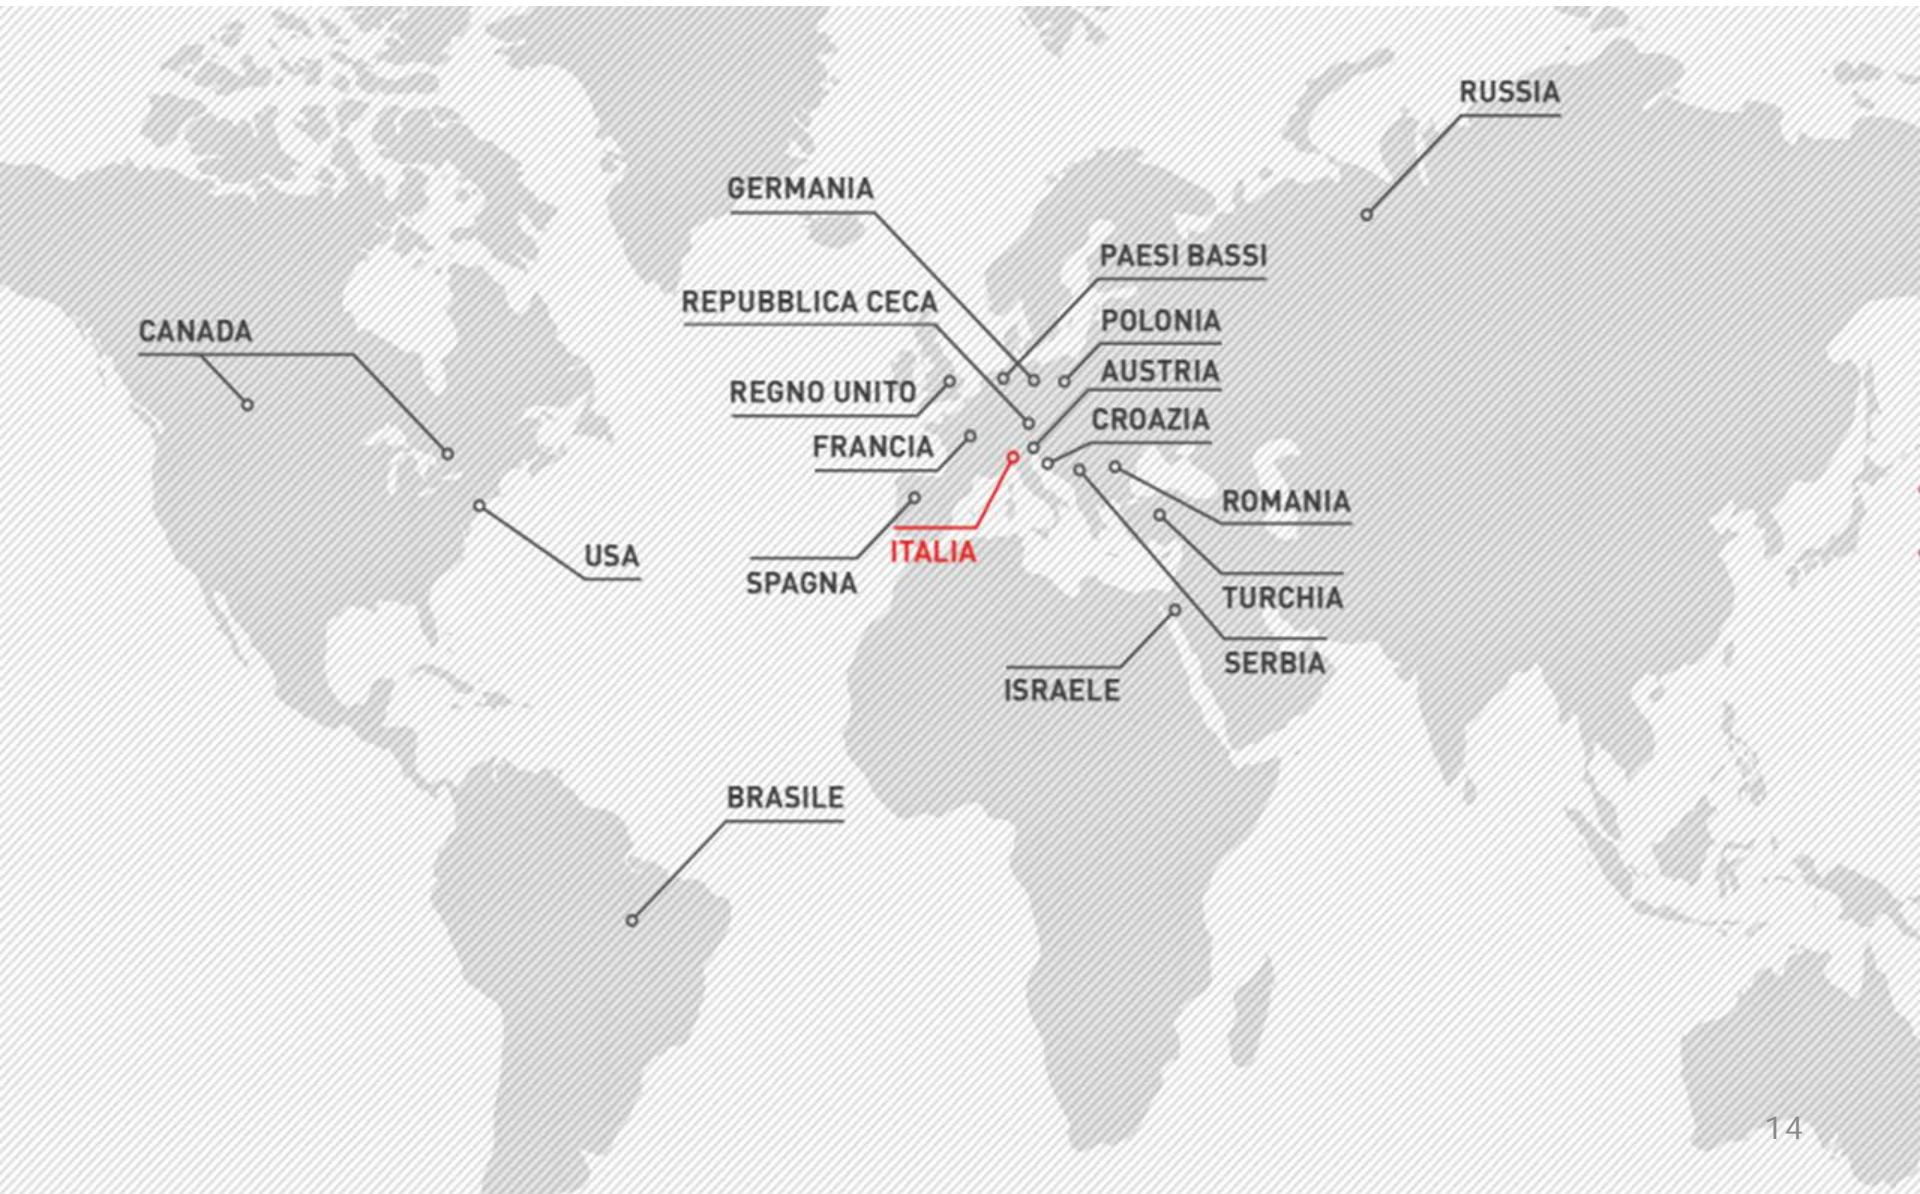 RUSSIA
GERMANIA
PAESI BASSI
REPUBBLICA CECA
POLONIA
CANADA
AUSTRIA
REGNO UNITO
CROAZIA
FRANCIA
ROMANIA
USA
ITALIA
SPAGNA
TURCHIA
SERBIA
ISRAELE
BRASILE
14